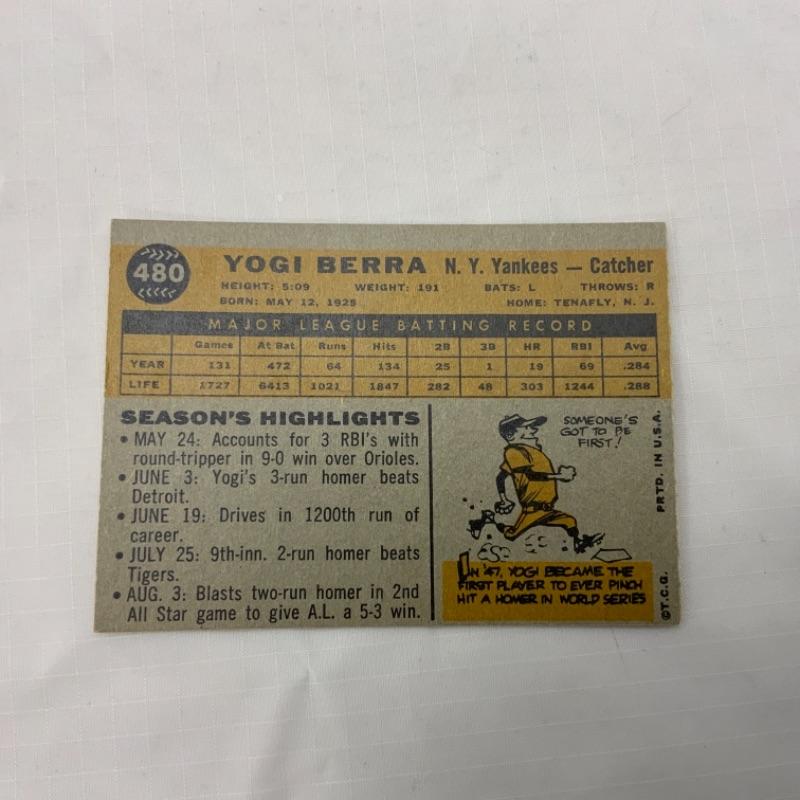 480 YOGI BERRA N. Y. Yankees — Catcher
HEIGHT: 5:09 WEIGHT: 191 BATS: L THROWS: R
BORN: MAY 12, 1925 HOME: TENAFLY, N. J.
MAJOR LEAGUE BATTING RECORD
Games At Bat Runs Hits 2B 3B HR RBI Avg
YEAR 131 472 64 134 25 1 19 69 .284
LIFE 1727 6413 1021 1847 282 48 303 1244 .288
SEASON'S HIGHLIGHTS
• MAY 24: Accounts for 3 RBI's with
round-tripper in 9-0 win over Orioles.
• JUNE 3: Yogi's 3-run homer beats
Detroit.
• JUNE 19: Drives in 1200th run of
career.
• JULY 25: 9th-inn. 2-run homer beats
Tigers.
• AUG. 3: Blasts two-run homer in 2nd
All Star game to give A.L. a 5-3 win.
SOMEONE'S
GOT TO BE
FIRST!
IN '47, YOGI BECAME THE
FIRST PLAYER TO EVER PINCH
HIT A HOMER IN WORLD SERIES
©T.C.G. PRTD. IN U.S.A.